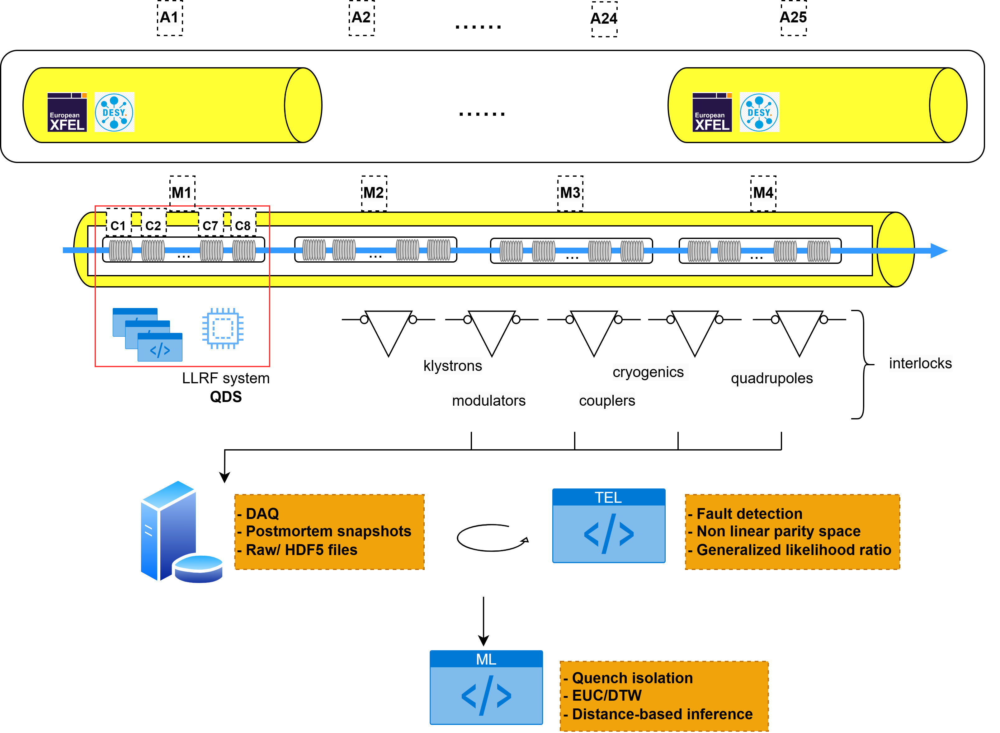 A1
A2
......
A24
A25
European
XFEL
DESY.
......
European
XFEL
DESY.
M1
M2
M3
M4
C1
C2
C7
C8
...
...
...
...
</>
LLRF system
QDS
klystrons
modulators
cryogenics
couplers
quadrupoles
interlocks
- DAQ
- Postmortem snapshots
- Raw/ HDF5 files
TEL
</>
- Fault detection
- Non linear parity space
- Generalized likelihood ratio
ML
</>
- Quench isolation
- EUC/DTW
- Distance-based inference